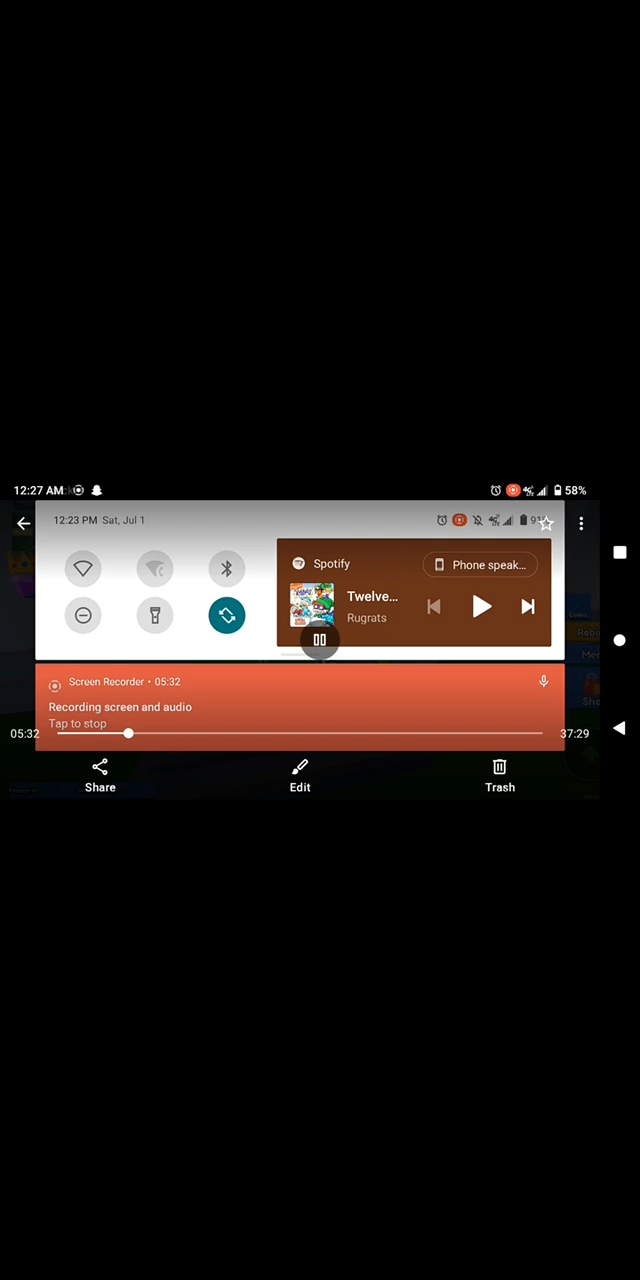 12:27 AM
58%
12:23 PM Sat, Jul 1
Spotify
Phone speak...
Twelve...
Rugrats
Screen Recorder • 05:32
Recording screen and audio
Tap to stop
05:32
37:29
Share
Edit
Trash